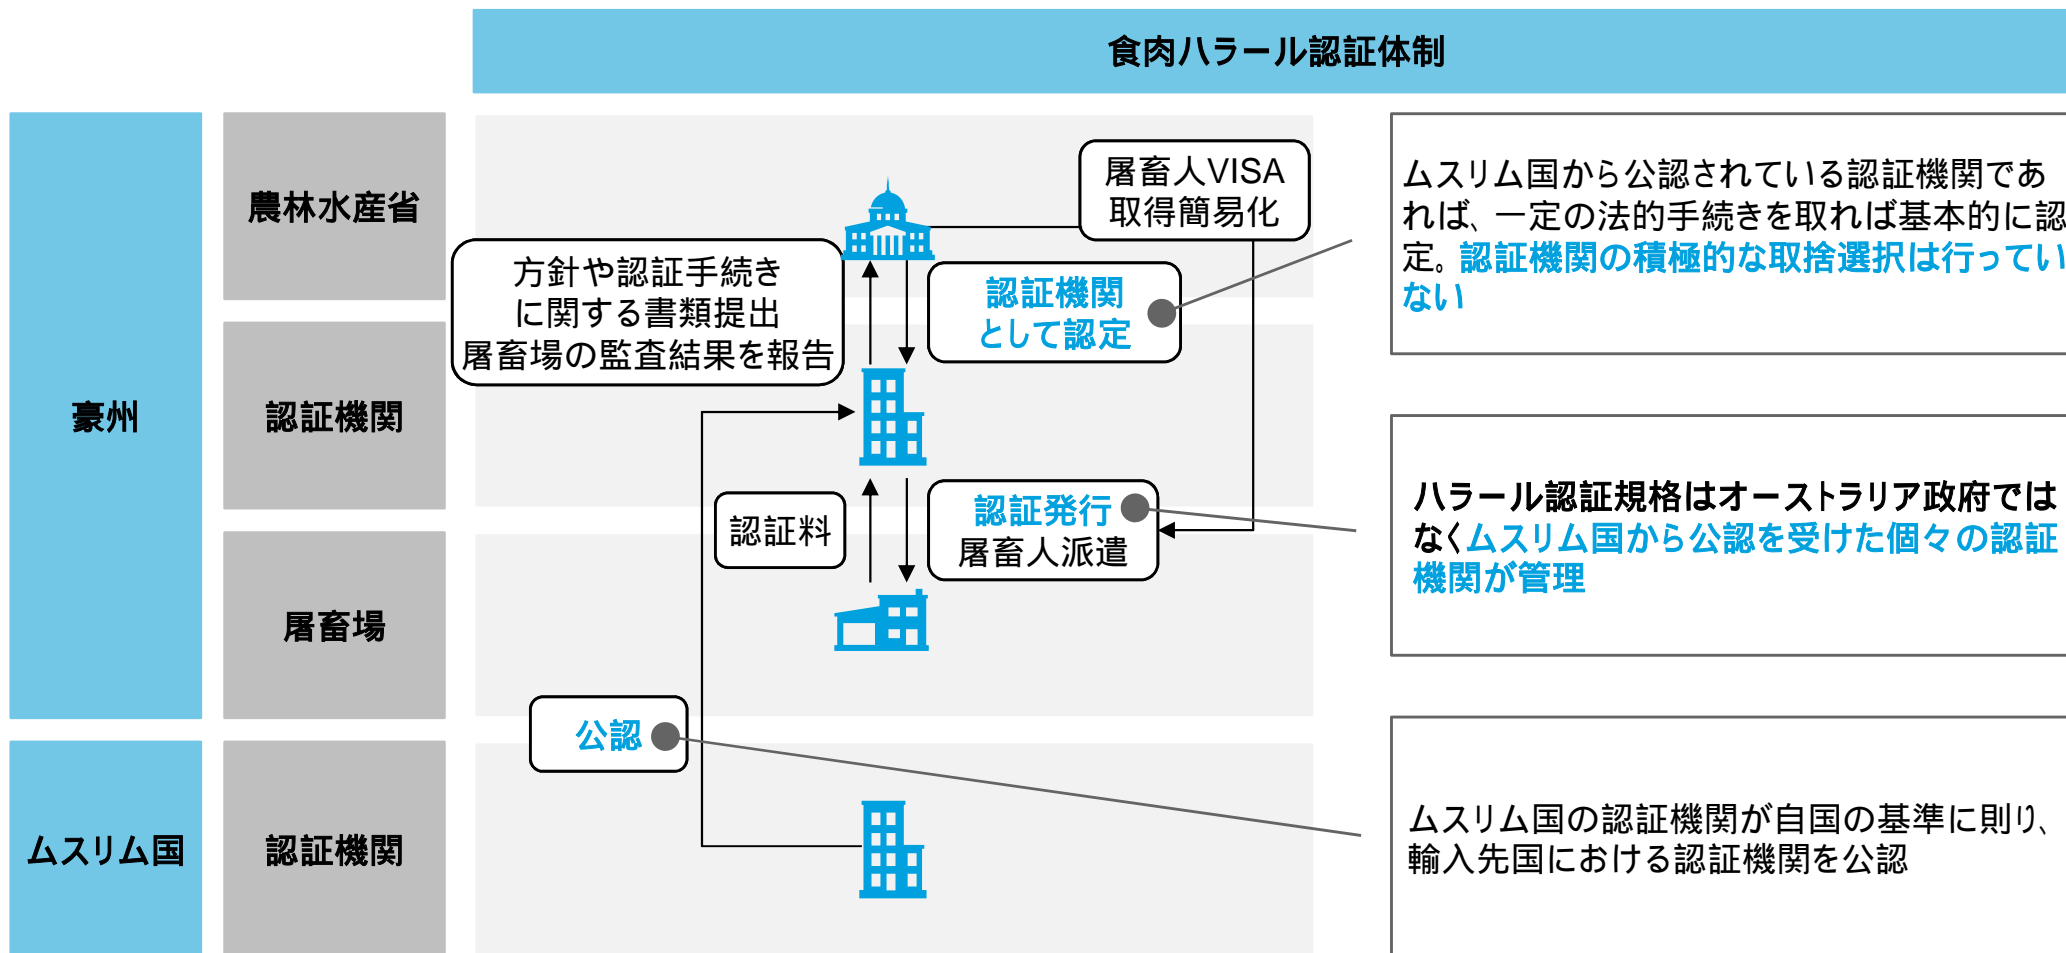 食肉ハラール認証体制
豪州
農林水産省
認証機関
屠畜場
ムスリム国
認証機関
屠畜人VISA
取得簡易化
方針や認証手続き
に関する書類提出
屠畜場の監査結果を報告
認証機関
として認定
認証料
認証発行
屠畜人派遣
公認
ムスリム国から公認されている認証機関であ
れば、一定の法的手続きを取れば基本的に認
定。認証機関の積極的な取捨選択は行ってい
ない
ハラール認証規格はオーストラリア政府では
なくムスリム国から公認を受けた個々の認証
機関が管理
ムスリム国の認証機関が自国の基準に則り、
輸入先国における認証機関を公認